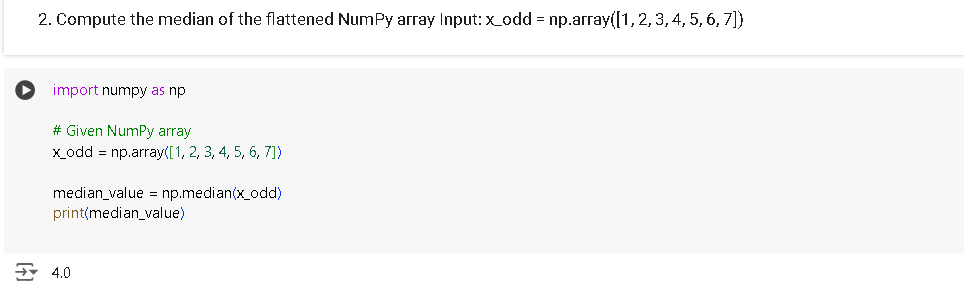 2. Compute the median of the flattened NumPy array Input: x_odd = np.array([1, 2, 3, 4, 5, 6, 7])
import numpy as np
# Given NumPy array
x_odd = np.array([1, 2, 3, 4, 5, 6, 7])
median_value = np.median(x_odd)
print(median_value)
4.0